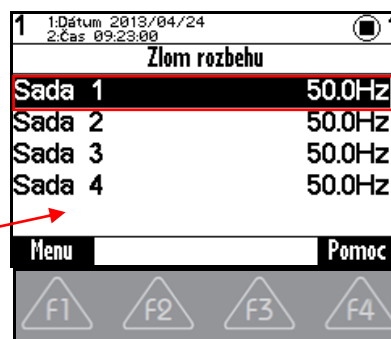 1 1:Dátum 2013/04/24
2:Čas 09:23:00
Zlom rozbehu
Sada 1 50.0Hz
Sada 2 50.0Hz
Sada 3 50.0Hz
Sada 4 50.0Hz
Menu Pomoc
F1 F2 F3 F4